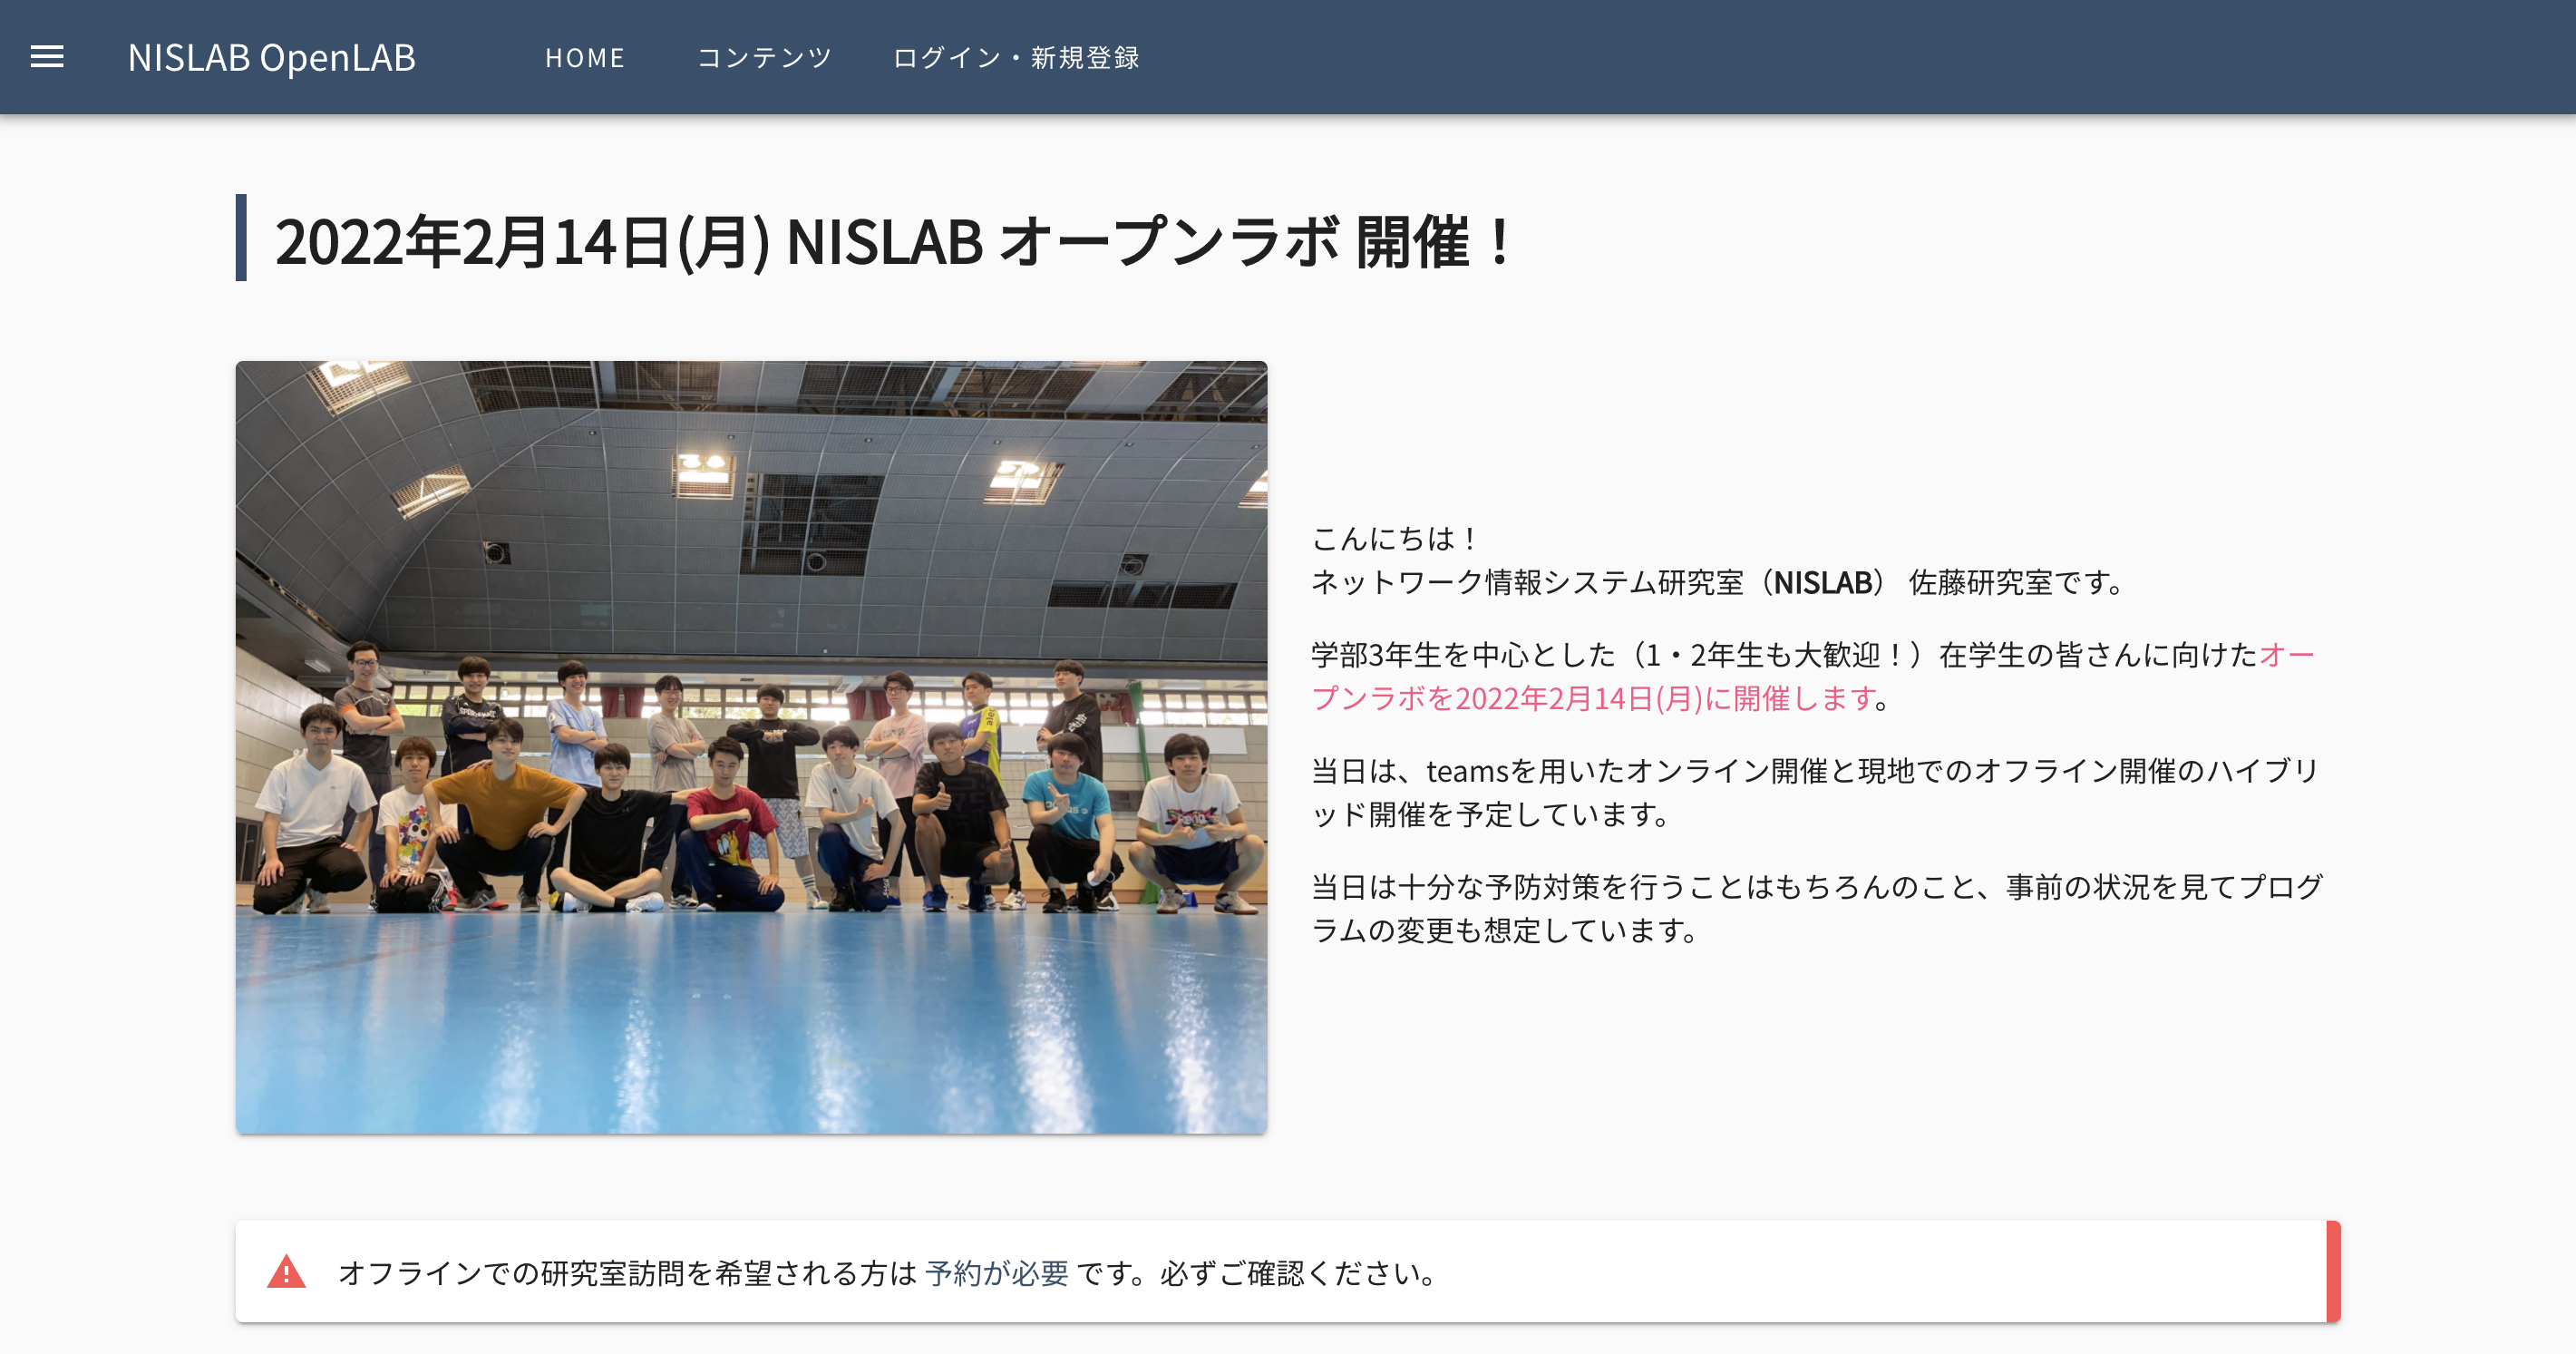 NISLAB OpenLAB
HOME
コンテンツ
ログイン・新規登録
2022年2月14日(月) NISLAB オープンラボ 開催！
こんにちは！
ネットワーク情報システム研究室（NISLAB） 佐藤研究室です。
学部3年生を中心とした（1・2年生も大歓迎！）在学生の皆さんに向けたオー
プンラボを2022年2月14日(月)に開催します。
当日は、teamsを用いたオンライン開催と現地でのオフライン開催のハイブリ
ッド開催を予定しています。
当日は十分な予防対策を行うことはもちろんのこと、事前の状況を見てプログ
ラムの変更も想定しています。
オフラインでの研究室訪問を希望される方は 予約が必要 です。必ずご確認ください。